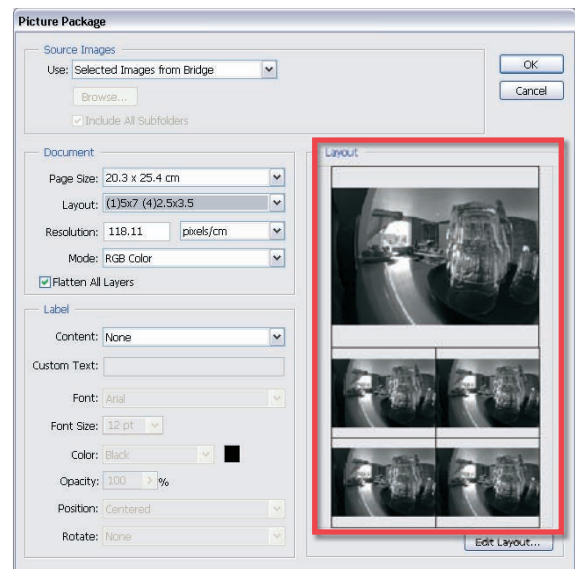 Picture Package
Source Images
Use: Selected Images from Bridge
OK
Browse...
Cancel
Include All Subfolders
Document
Page Size: 20.3 x 25.4 cm
Layout: (1)5x7 (4)2.5x3.5
Resolution: 118.11 pixels/cm
Mode: RGB Color
Flatten All Layers
Label
Content: None
Custom Text:
Font: Arial
Font Size: 12 pt
Color: Black
Opacity: 100 %
Position: Centered
Rotate: None
Layout
Edit Layout...